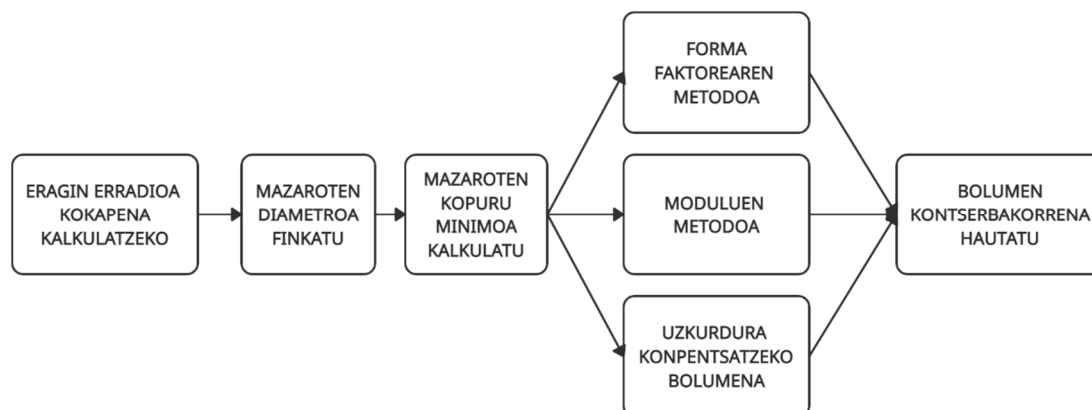 ERAGIN ERRADIOA
KOKAPENA
KALKULATZEKO
MAZAROTEN
DIAMETROA
FINKATU
MAZAROTEN
KOPURU
MINIMOA
KALKULATU
FORMA
FAKTOREAREN
METODOA
MODULUEN
METODOA
UZKURDURA
KONPENTSATZEKO
BOLUMENA
BOLUMEN
KONTSERBAKORRENA
HAUTATU